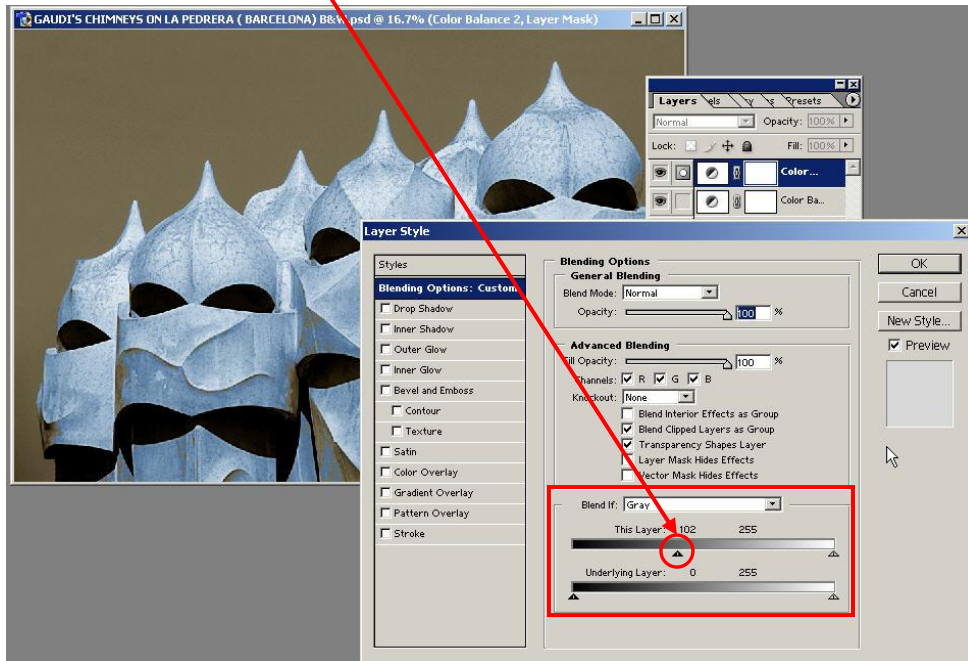 GAUDI'S CHIMNEYS ON LA PEDRERA ( BARCELONA) B&W.psd @ 16.7% (Color Balance 2, Layer Mask)
Layers els Presets
Normal Opacity: 100%
Lock: Fill: 100%
Color...
Color Ba...
Layer Style
Styles
Blending Options: Custom
Drop Shadow
Inner Shadow
Outer Glow
Inner Glow
Bevel and Emboss
Contour
Texture
Satin
Color Overlay
Gradient Overlay
Pattern Overlay
Stroke
Blending Options
General Blending
Blend Mode: Normal
Opacity: 100 %
Advanced Blending
Fill Opacity: 100 %
Channels: R G B
Knockout: None
Blend Interior Effects as Group
Blend Clipped Layers as Group
Transparency Shapes Layer
Layer Mask Hides Effects
Vector Mask Hides Effects
Blend If: Gray
This Layer: 102 255
Underlying Layer: 0 255
OK
Cancel
New Style...
Preview